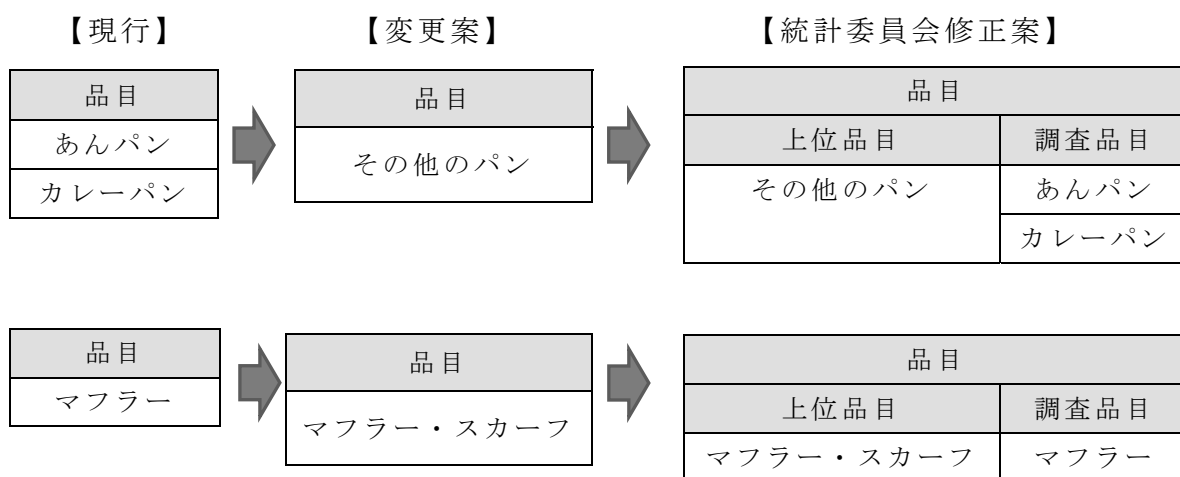 【現行】
【変更案】
【統計委員会修正案】
品目
あんパン
カレーパン
品目
その他のパン
品目
上位品目
調査品目
その他のパン
あんパン
カレーパン
品目
マフラー
品目
マフラー・スカーフ
品目
上位品目
調査品目
マフラー・スカーフ
マフラー